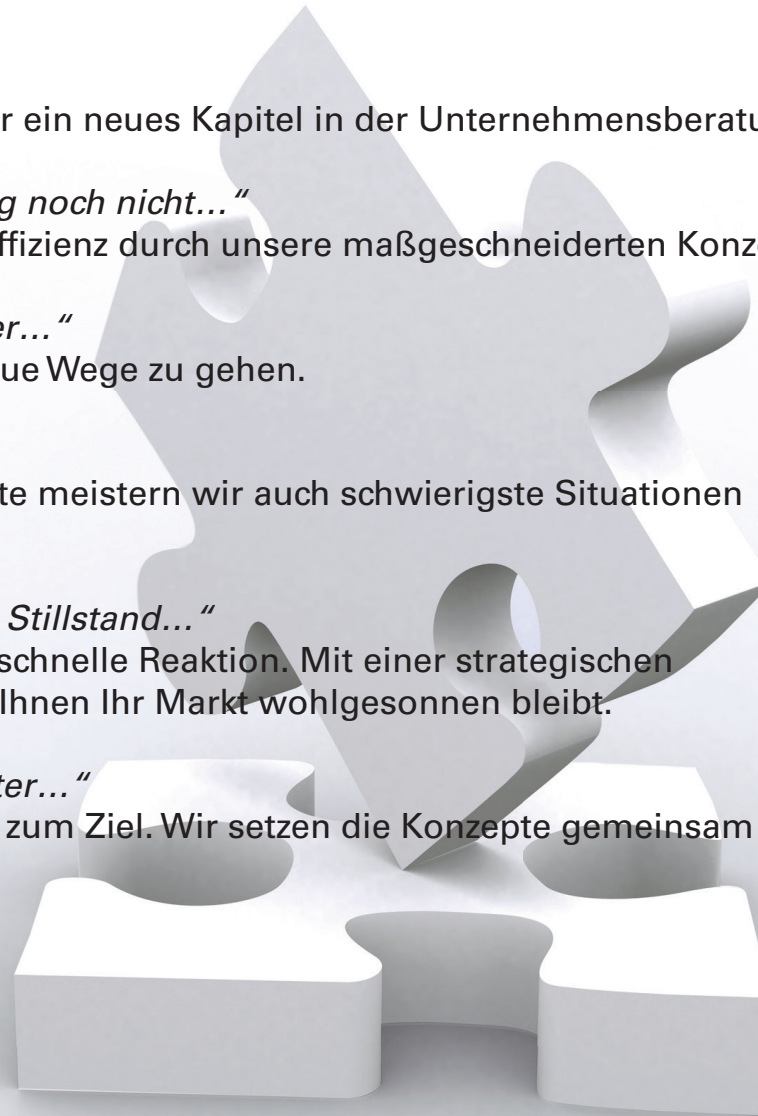 r ein neues Kapitel in der Unternehmensberatu
g noch nicht…“
ffizienz durch unsere maßgeschneiderten Konz
er…“
ue Wege zu gehen.
te meistern wir auch schwierigste Situationen
Stillstand…“
schnelle Reaktion. Mit einer strategischen
Ihnen Ihr Markt wohlgesonnen bleibt.
ter…“
zum Ziel. Wir setzen die Konzepte gemeinsam